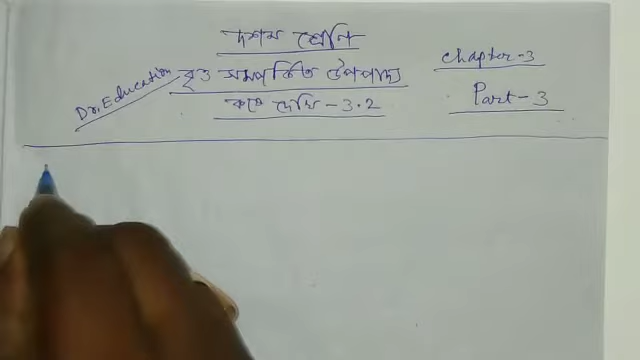 দশম শ্রেণি
Dr. Education
বৃত্ত সম্পর্কিত উপপাদ্য
কষে দেখি - 3.2
Chapter-3
Part-3